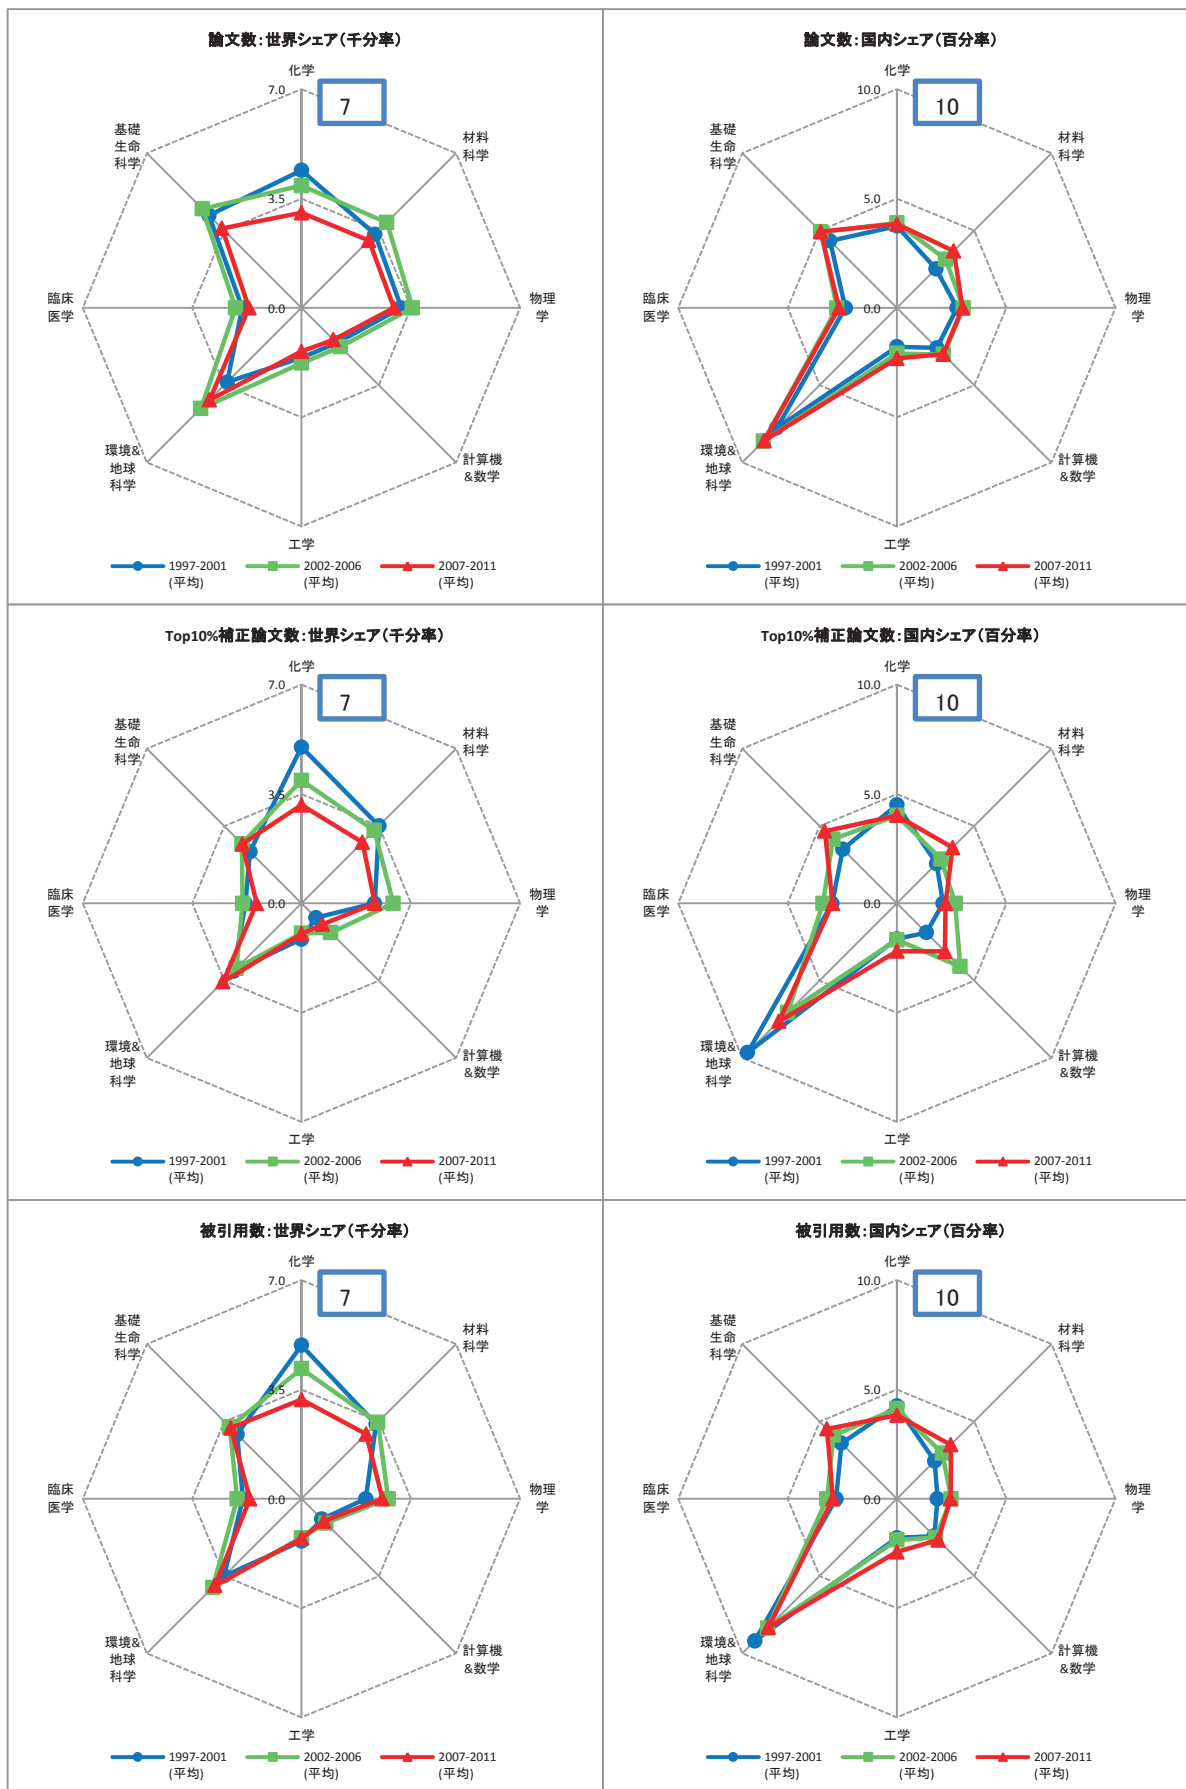 論文数：世界シェア（千分率）
化学
7.0
7
基礎
生命
科学
材料
科学
3.5
臨床
医学
0.0
物理
学
環境&
地球
科学
計算機
&数学
工学
1997-2001
(平均)
2002-2006
(平均)
2007-2011
(平均)
論文数：国内シェア（百分率）
化学
10.0
10
基礎
生命
科学
材料
科学
5.0
臨床
医学
0.0
物理
学
環境&
地球
科学
計算機
&数学
工学
1997-2001
(平均)
2002-2006
(平均)
2007-2011
(平均)
Top10%補正論文数：世界シェア（千分率）
化学
7.0
7
基礎
生命
科学
材料
科学
3.5
臨床
医学
0.0
物理
学
環境&
地球
科学
計算機
&数学
工学
1997-2001
(平均)
2002-2006
(平均)
2007-2011
(平均)
Top10%補正論文数：国内シェア（百分率）
化学
10.0
10
基礎
生命
科学
材料
科学
5.0
臨床
医学
0.0
物理
学
環境&
地球
科学
計算機
&数学
工学
1997-2001
(平均)
2002-2006
(平均)
2007-2011
(平均)
被引用数：世界シェア（千分率）
化学
7.0
7
基礎
生命
科学
材料
科学
3.5
臨床
医学
0.0
物理
学
環境&
地球
科学
計算機
&数学
工学
1997-2001
(平均)
2002-2006
(平均)
2007-2011
(平均)
被引用数：国内シェア（百分率）
化学
10.0
10
基礎
生命
科学
材料
科学
5.0
臨床
医学
0.0
物理
学
環境&
地球
科学
計算機
&数学
工学
1997-2001
(平均)
2002-2006
(平均)
2007-2011
(平均)